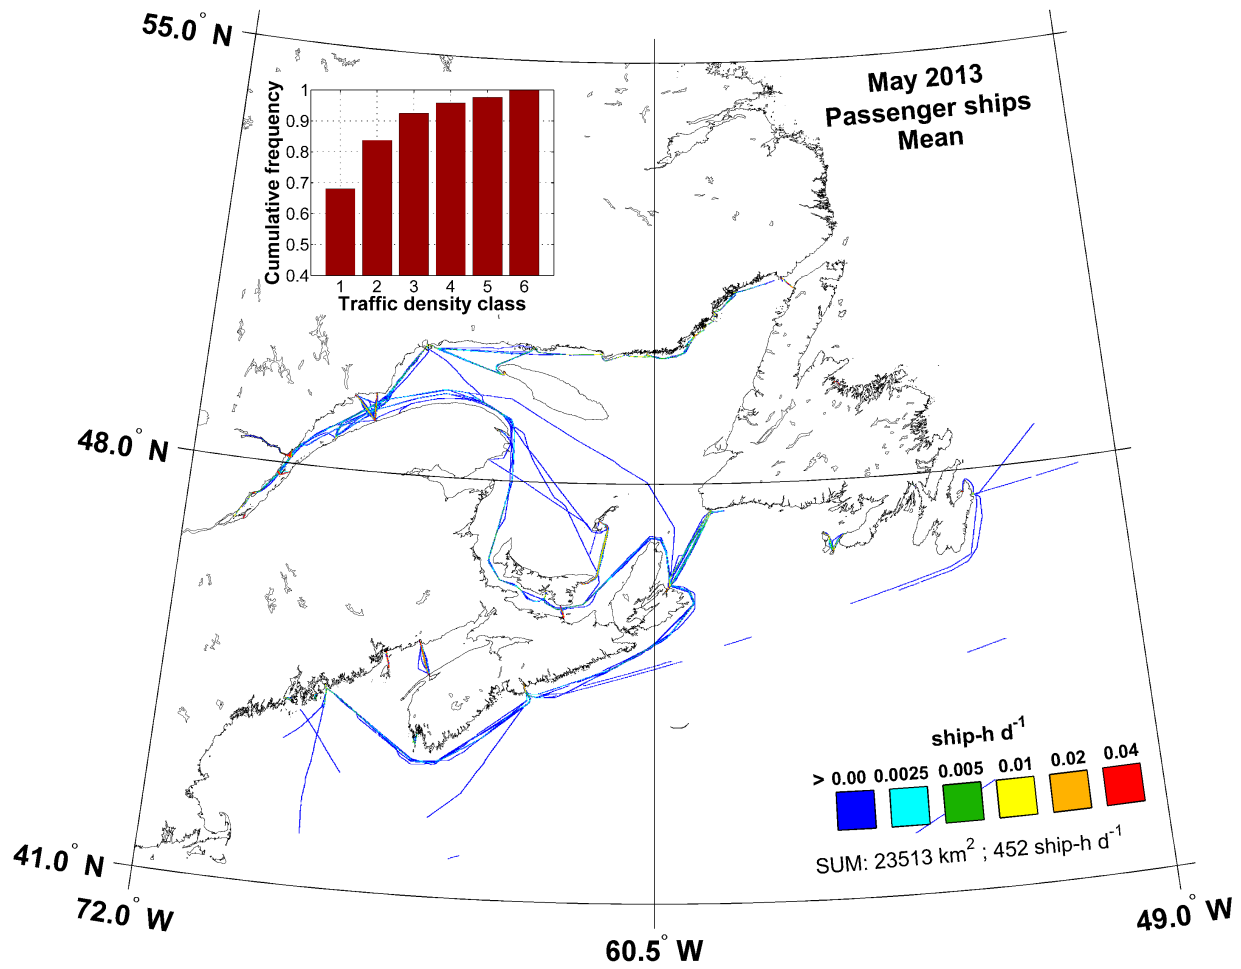 55.0° N
May 2013
Passenger ships
Mean
Cumulative frequency
1
0.9
0.8
0.7
0.6
0.5
0.4
1 2 3 4 5 6
Traffic density class
48.0° N
ship-h d⁻¹
> 0.00 0.0025 0.005 0.01 0.02 0.04
SUM: 23513 km² ; 452 ship-h d⁻¹
41.0° N
72.0° W
60.5° W
49.0° W